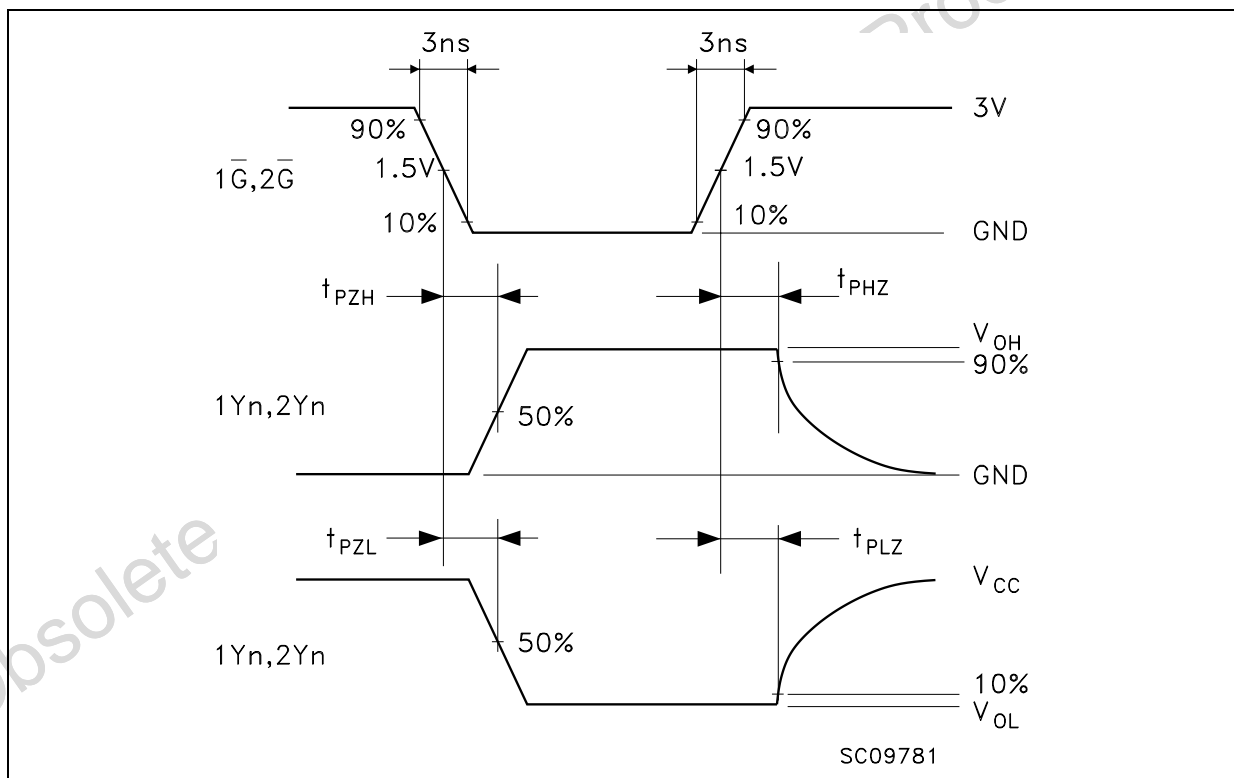 3ns 3ns
3V
90% 90%
1G̅,2G̅ 1.5V 1.5V
10% 10%
GND
tPZH tPHZ
VOH
90%
1Yn,2Yn 50%
GND
tPZL tPLZ
VCC
1Yn,2Yn 50%
10%
VOL
SC09781